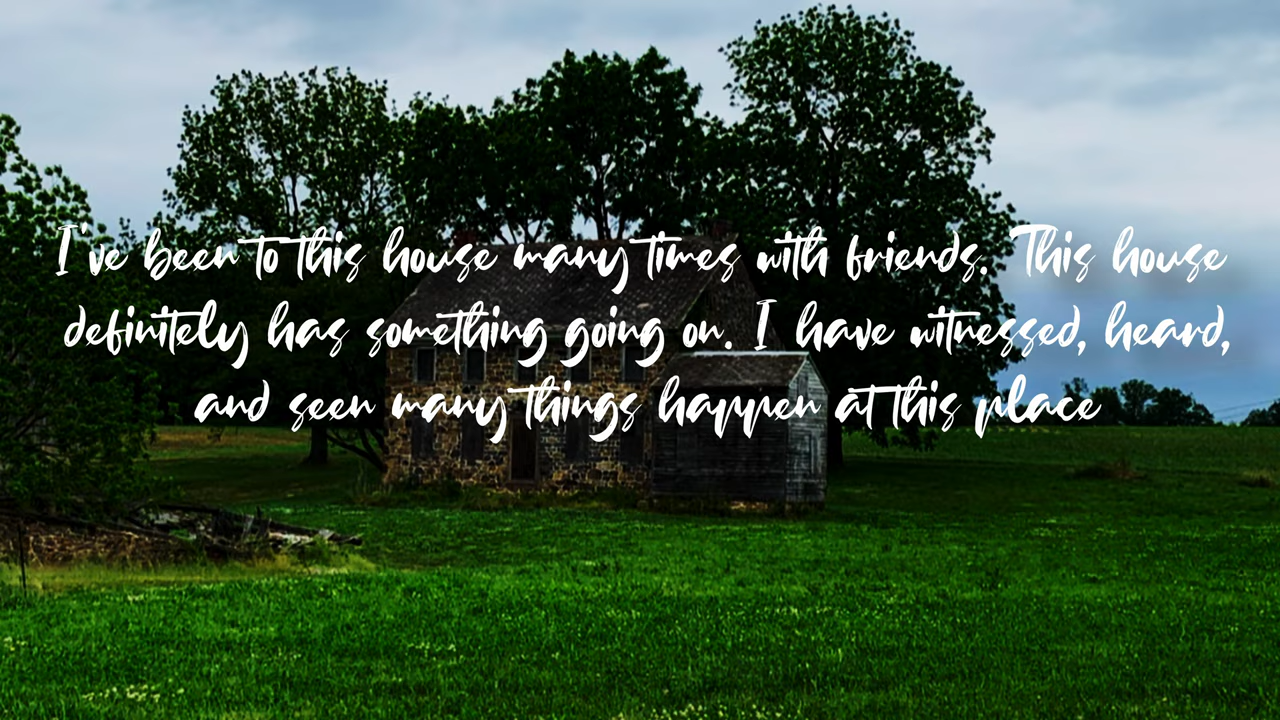 I've been to this house many times with friends. This house
definitely has something going on. I have witnessed, heard,
and seen many things happen at this place